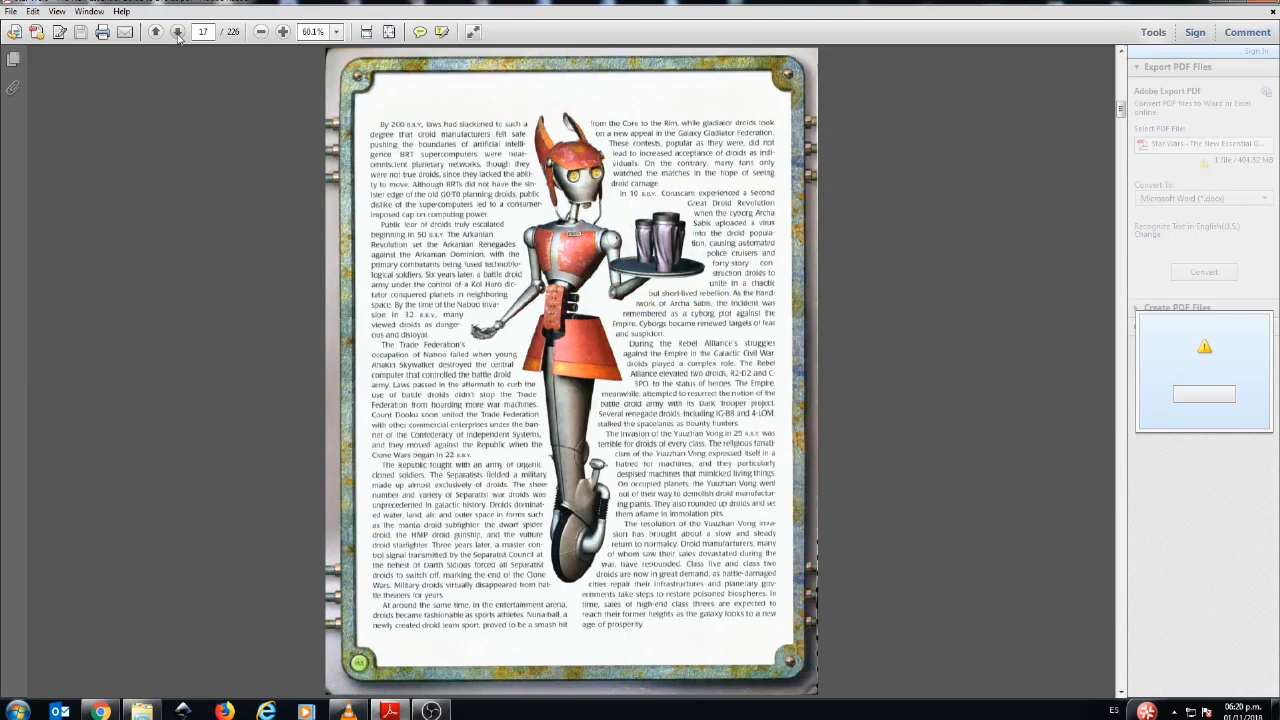 File Edit View Window Help
17 / 226 60.1% Tools Sign Comment
Sign In
Export PDF Files
Adobe Export PDF
Convert PDF files to Word or Excel
online.
Select PDF File:
Star Wars - The New Essential G...
1 file / 404.52 MB
Convert To:
Microsoft Word (*.docx)
Recognize Text in English(U.S.)
Change
Convert
Create PDF Files
By 200 B.B.Y., laws had slackened to such a
degree that droid manufacturers felt safe
pushing the boundaries of artificial intelli-
gence BRT supercomputers were near-
omniscient planetary networks, though they
were not true droids, since they lacked the abili-
ty to move. Although BRTs did not have the sin-
ister edge of the old G0-T0 planning droids, public
dislike of the supercomputers led to a consumer-
imposed cap on computing power.
Public fear of droids truly escalated
beginning in 50 B.B.Y. The Arkanian
Revolution set the Arkanian Renegades
against the Arkanian Dominion, with the
primary combatants being fused technobio-
logical soldiers. Six years later, a battle droid
army under the control of a Kol Huro dic-
tator conquered planets in neighboring
space. By the time of the Naboo inva-
sion in 32 B.B.Y., many
viewed droids as danger-
ous and disloyal.
The Trade Federation's
occupation of Naboo failed when young
Anakin Skywalker destroyed the central
computer that controlled the battle droid
army. Laws passed in the aftermath to curb the
use of battle droids didn't stop the Trade
Federation from hoarding more war machines.
Count Dooku soon united the Trade Federation
with other commercial enterprises under the ban-
ner of the Confederacy of Independent Systems,
and they moved against the Republic when the
Clone Wars began in 22 B.B.Y.
The Republic fought with an army of organic
cloned soldiers. The Separatists fielded a military
made up almost exclusively of droids. The sheer
number and variety of Separatist war droids was
unprecedented in galactic history. Droids dominat-
ed water, land, air, and outer space in forms such
as the manta droid subfighter, the dwarf spider
droid, the HMP droid gunship, and the vulture
droid starfighter. Three years later, a master con-
trol signal transmitted by the Separatist Council at
the behest of Darth Sidious forced all Separatist
droids to switch off, marking the end of the Clone
Wars. Military droids virtually disappeared from bat-
tle theaters for years.
At around the same time, in the entertainment arena,
droids became fashionable as sports athletes. Nuna-ball, a
newly created droid team sport, proved to be a smash hit
from the Core to the Rim, while gladiator droids took
on a new appeal in the Galaxy Gladiator Federation.
These contests, popular as they were, did not
lead to increased acceptance of droids as indi-
viduals. On the contrary, many fans only
watched the matches in the hope of seeing
droid carnage.
In 10 B.B.Y., Coruscant experienced a Second
Great Droid Revolution
when the cyborg Archa
Sabis uploaded a virus
into the droid popula-
tion, causing automated
police cruisers and
forty-story con-
struction droids to
unite in a chaotic
but short-lived rebellion. As the hand-
iwork of Archa Sabis, the incident was
remembered as a cyborg plot against the
Empire. Cyborgs became renewed targets of fear
and suspicion.
During the Rebel Alliance's struggles
against the Empire in the Galactic Civil War,
droids played a complex role. The Rebel
Alliance elevated two droids, R2-D2 and C-
3PO, to the status of heroes. The Empire,
meanwhile, attempted to resurrect the notion of the
battle droid army with its Dark Trooper project.
Several renegade droids, including IG-88 and 4-LOM,
stalked the spacelanes as bounty hunters.
The invasion of the Yuuzhan Vong in 25 A.B.Y. was
terrible for droids of every class. The religious fanati-
cism of the Yuuzhan Vong expressed itself in a
hatred for machines, and they particularly
despised machines that mimicked living things.
On occupied planets, the Yuuzhan Vong went
out of their way to demolish droid manufactur-
ing plants. They also rounded up droids and set
them aflame in immolation pits.
The resolution of the Yuuzhan Vong inva-
sion has brought about a slow and steady
return to normalcy. Droid manufacturers, many
of whom saw their sales devastated during the
war, have rebounded. Class five and class two
droids are now in great demand, as battle-damaged
cities repair their infrastructures and planetary gov-
ernments take steps to restore poisoned biospheres. In
time, sales of high-end class threes are expected to
reach their former heights as the galaxy looks to a new
age of prosperity.
ES 06:20 p.m.
01/11/2018